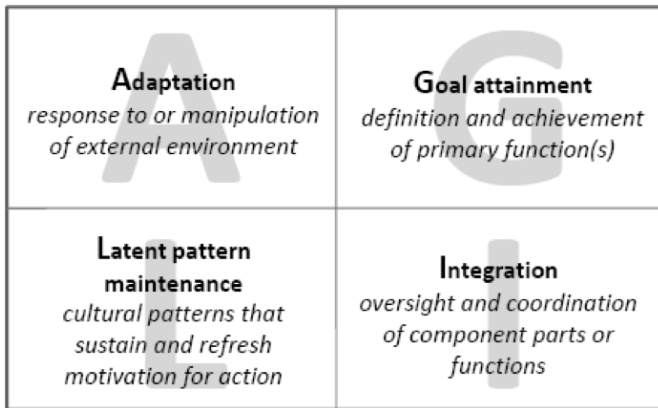 A
Adaptation
response to or manipulation
of external environment
G
Goal attainment
definition and achievement
of primary function(s)
L
Latent pattern
maintenance
cultural patterns that
sustain and refresh
motivation for action
I
Integration
oversight and coordination
of component parts or
functions